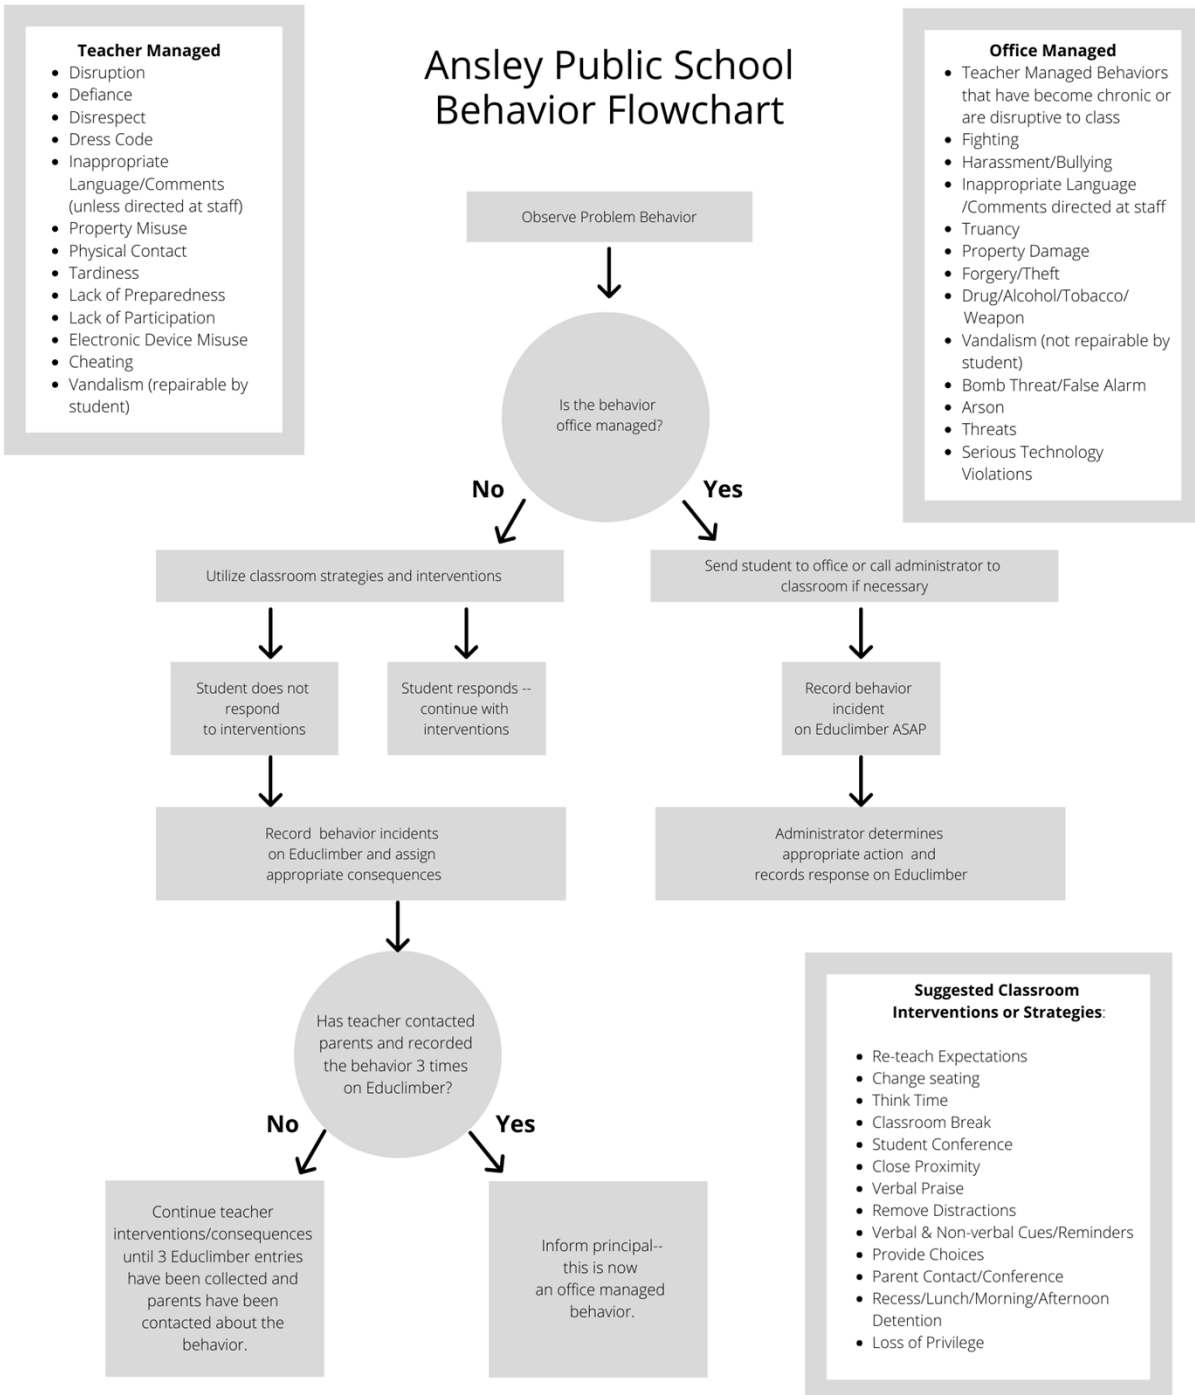 Teacher Managed
• Disruption
• Defiance
• Disrespect
• Dress Code
• Inappropriate
Language/Comments
(unless directed at staff)
• Property Misuse
• Physical Contact
• Tardiness
• Lack of Preparedness
• Lack of Participation
• Electronic Device Misuse
• Cheating
• Vandalism (repairable by
student)
Ansley Public School
Behavior Flowchart
Office Managed
• Teacher Managed Behaviors
that have become chronic or
are disruptive to class
• Fighting
• Harassment/Bullying
• Inappropriate Language
/Comments directed at staff
• Truancy
• Property Damage
• Forgery/Theft
• Drug/Alcohol/Tobacco/
Weapon
• Vandalism (not repairable by
student)
• Bomb Threat/False Alarm
• Arson
• Threats
• Serious Technology
Violations
Observe Problem Behavior
Is the behavior
office managed?
No
Yes
Utilize classroom strategies and interventions
Send student to office or call administrator to
classroom if necessary
Student does not
respond
to interventions
Student responds --
continue with
interventions
Record behavior
incident
on Educlimber ASAP
Record behavior incidents
on Educlimber and assign
appropriate consequences
Administrator determines
appropriate action and
records response on Educlimber
Has teacher contacted
parents and recorded
the behavior 3 times
on Educlimber?
No
Yes
Continue teacher
interventions/consequences
until 3 Educlimber entries
have been collected and
parents have been
contacted about the
behavior.
Inform principal--
this is now
an office managed
behavior.
Suggested Classroom
Interventions or Strategies:
• Re-teach Expectations
• Change seating
• Think Time
• Classroom Break
• Student Conference
• Close Proximity
• Verbal Praise
• Remove Distractions
• Verbal & Non-verbal Cues/Reminders
• Provide Choices
• Parent Contact/Conference
• Recess/Lunch/Morning/Afternoon
Detention
• Loss of Privilege